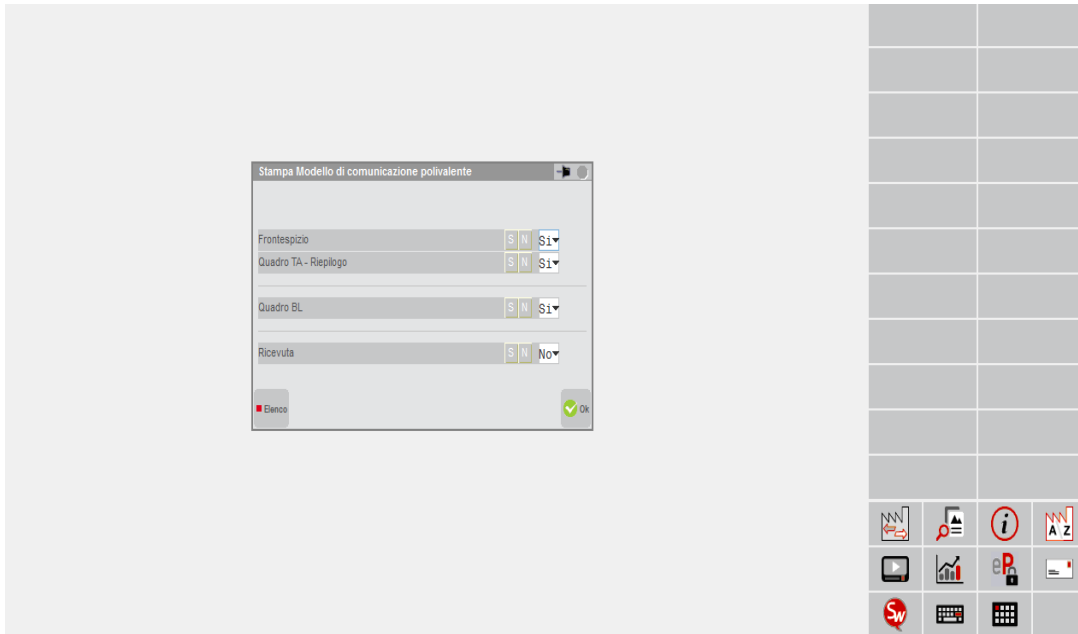 Stampa Modello di comunicazione polivalente
Frontespizio S N Si
Quadro TA - Riepilogo S N Si
Quadro BL S N Si
Ricevuta S N No
Elenco Ok
i A Z
eP
Sw